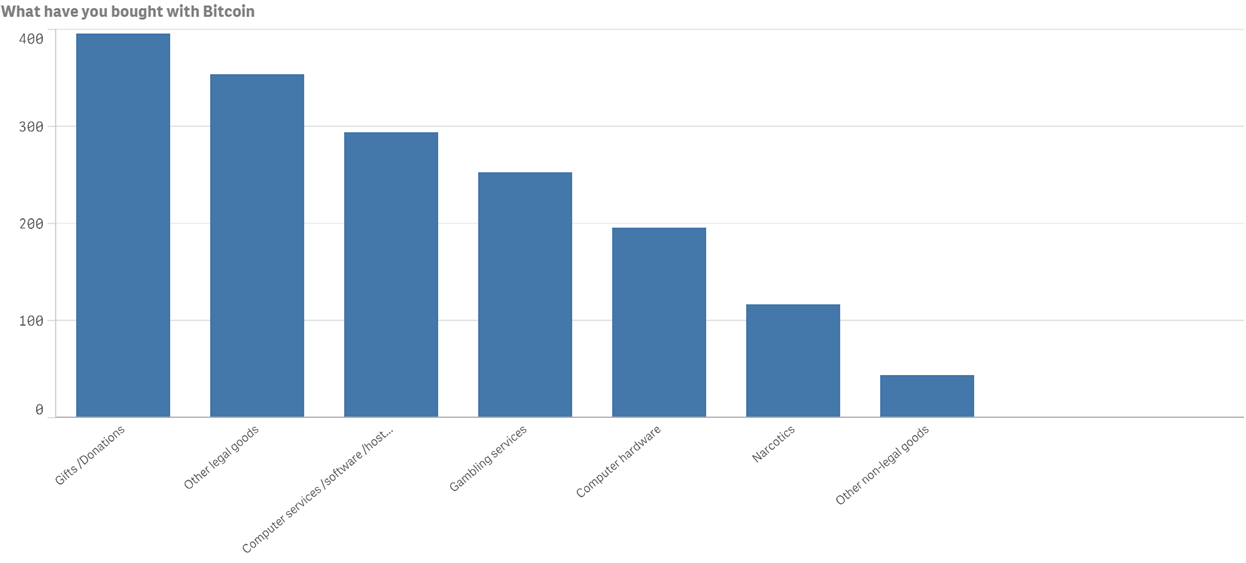 What have you bought with Bitcoin
400
300
200
100
0
Gifts /Donations
Other legal goods
Computer services /software /host...
Gambling services
Computer hardware
Narcotics
Other non-legal goods